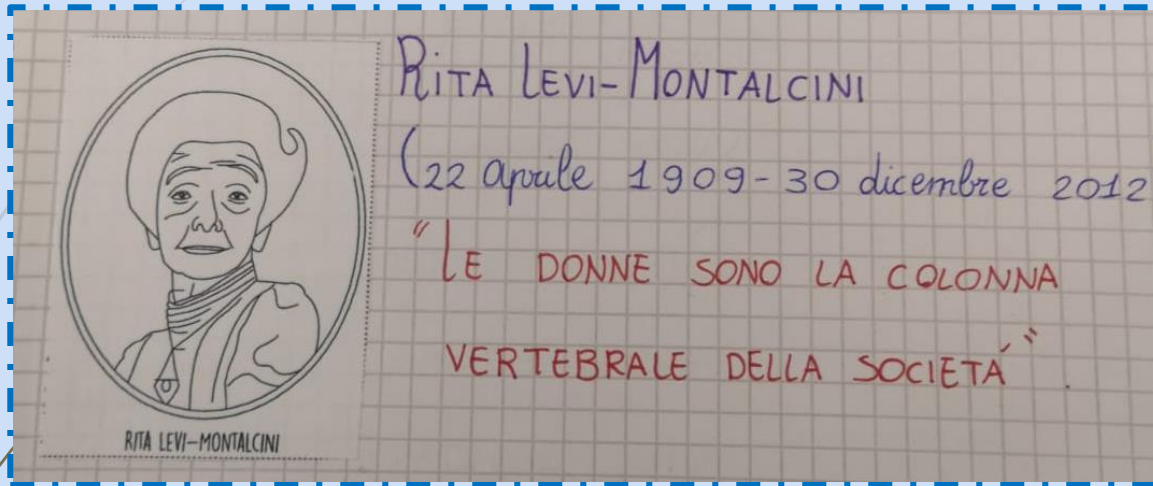 RITA LEVI-MONTALCINI
(22 aprile 1909-30 dicembre 2012
"LE DONNE SONO LA COLONNA
VERTEBRALE DELLA SOCIETÁ".
RITA LEVI-MONTALCINI